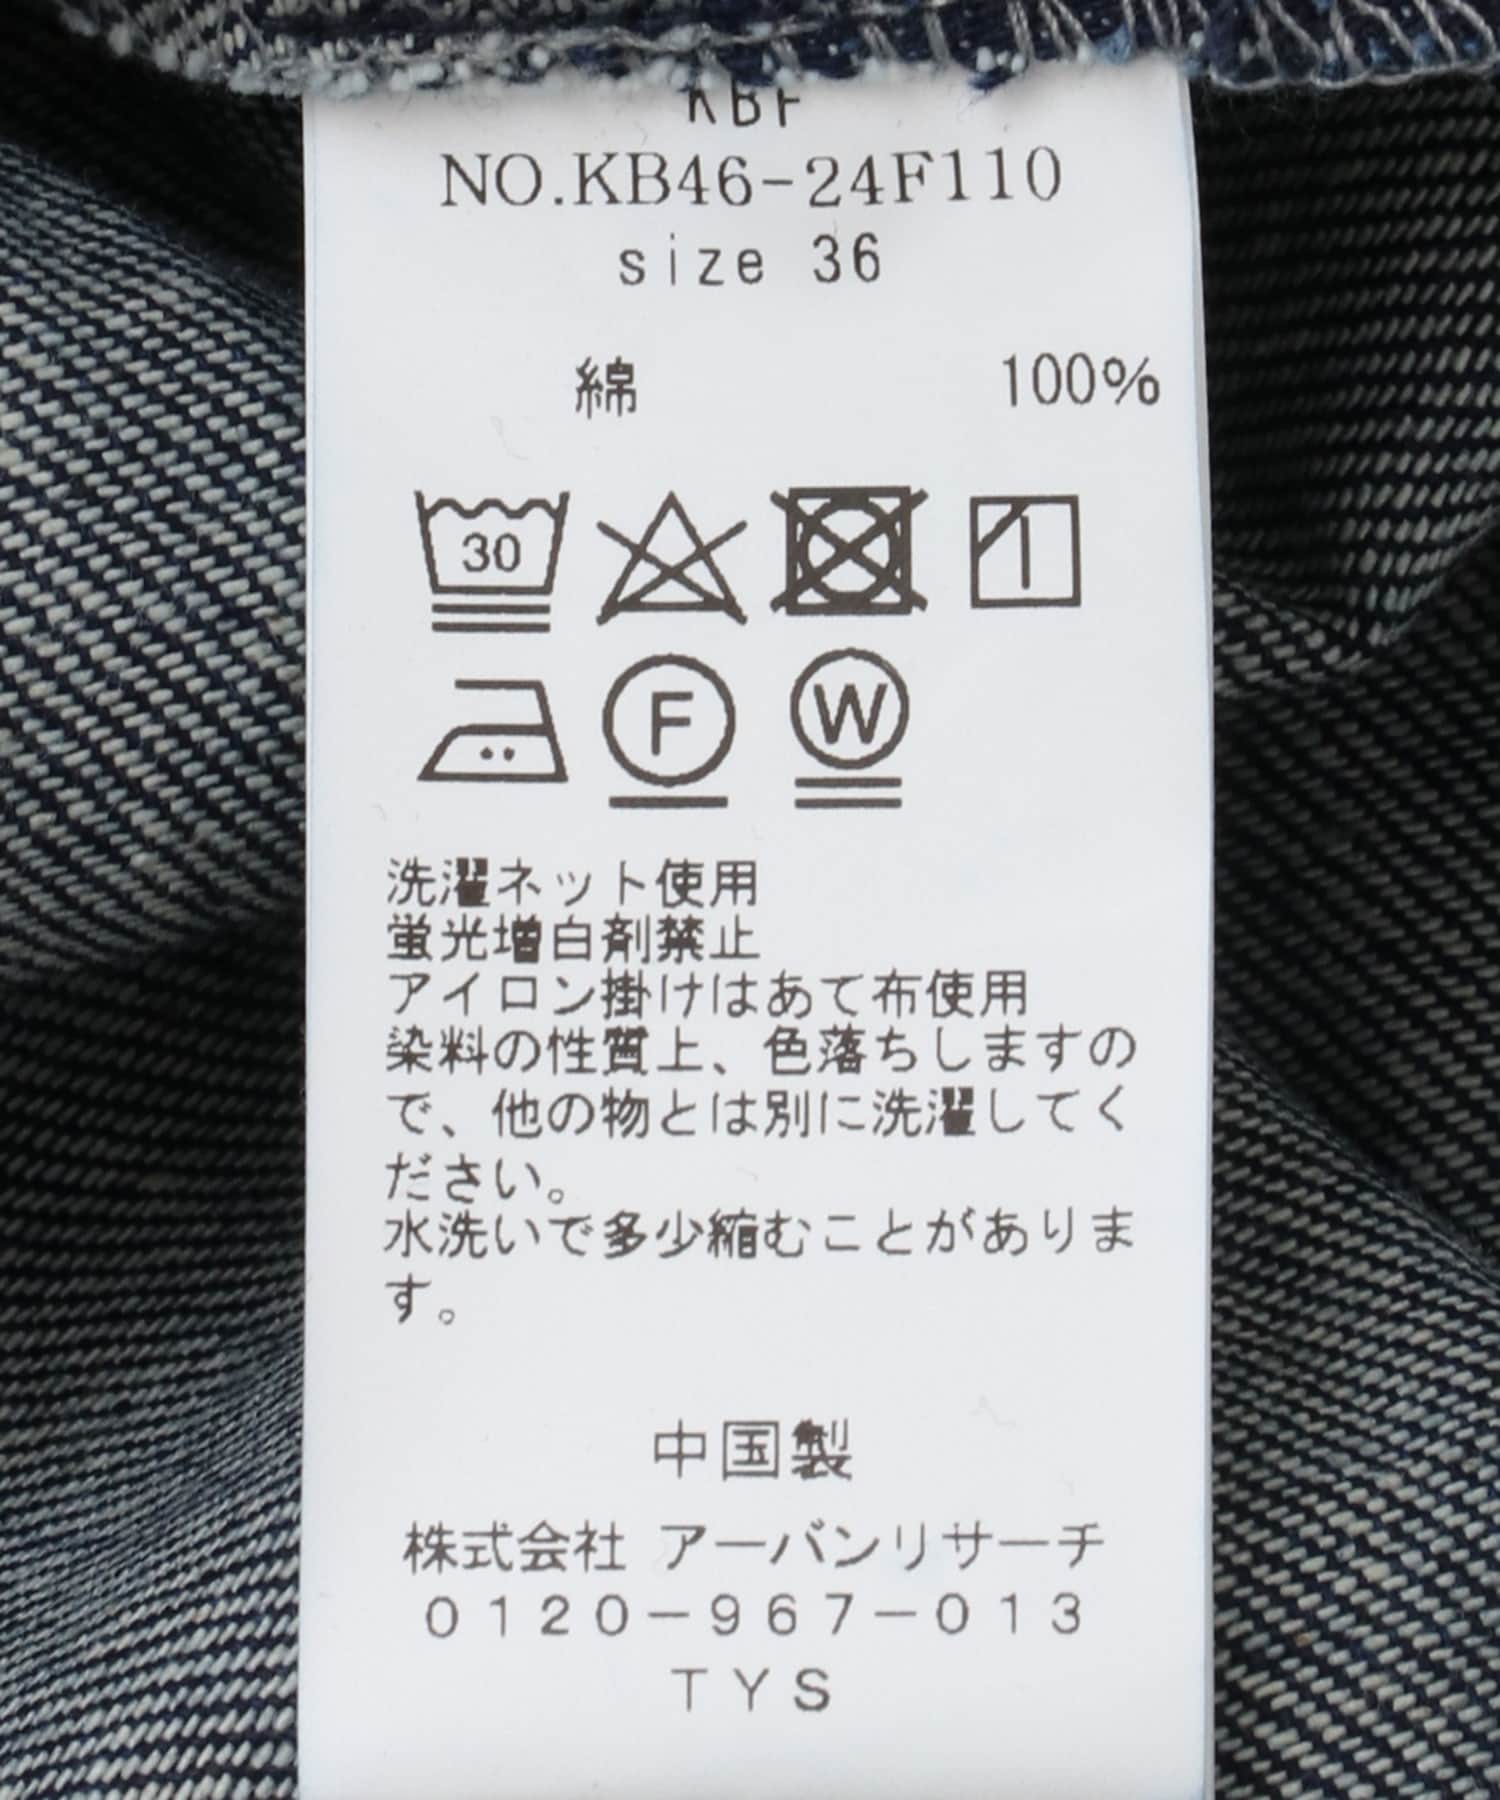 KBF
NO.KB46-24F110
size 36
綿 100%
30
F W
洗濯ネット使用
蛍光増白剤禁止
アイロン掛けはあて布使用
染料の性質上、色落ちしますの
で、他の物とは別に洗濯してく
ださい。
水洗いで多少縮むことがありま
す。
中国製
株式会社 アーバンリサーチ
0120-967-013
TYS